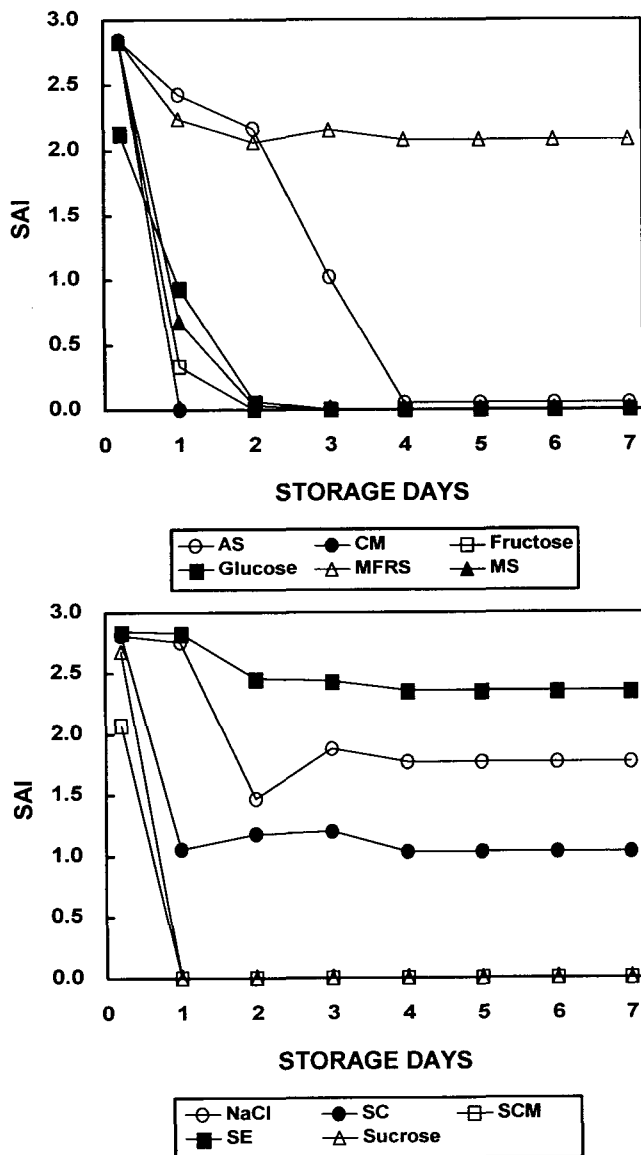 3.0
2.5
2.0
1.5
1.0
0.5
0.0
SAI
0 1 2 3 4 5 6 7
STORAGE DAYS
AS CM Fructose
Glucose MFRS MS
3.0
2.5
2.0
1.5
1.0
0.5
0.0
SAI
0 1 2 3 4 5 6 7
STORAGE DAYS
NaCl SC SCM
SE Sucrose